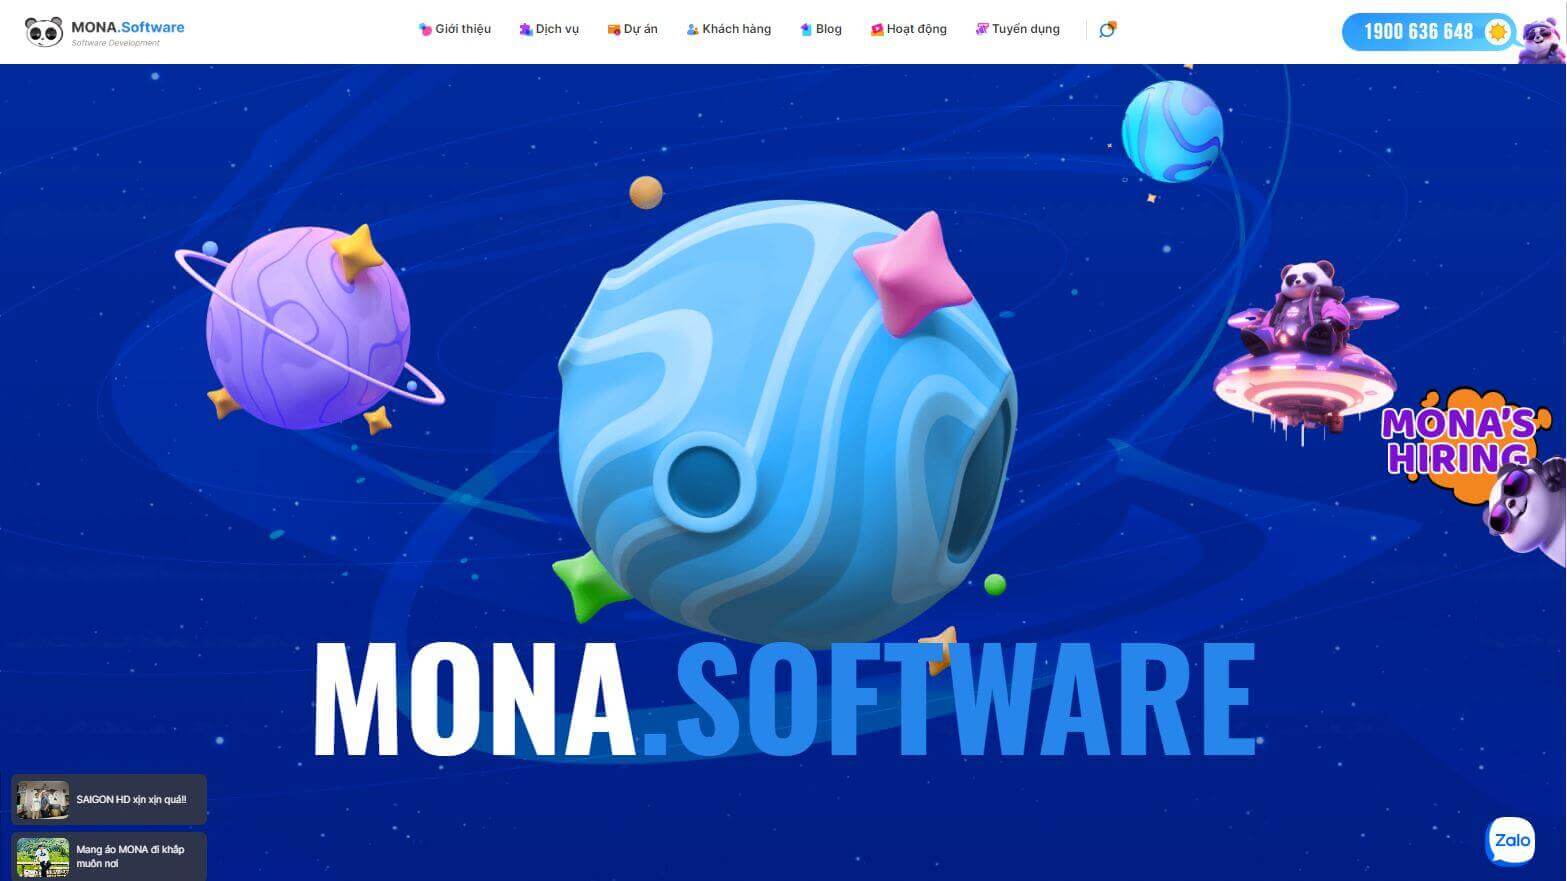 MONA.Software
Software Development
Giới thiệu
Dịch vụ
Dự án
Khách hàng
Blog
Hoạt động
Tuyển dụng
1900 636 648
MONA'S
HIRING
MONA.SOFTWARE
SAIGON HD xịn xịn quá!!
Mang áo MONA đi khắp
muôn nơi
Zalo